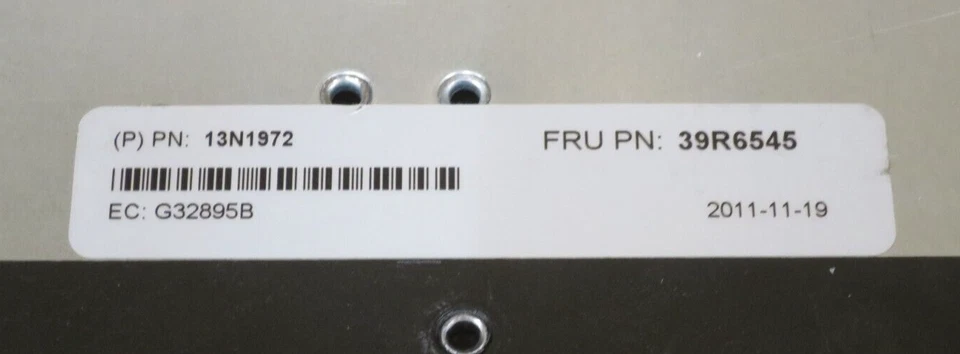 (P) PN: 13N1972
FRU PN: 39R6545
EC: G32895B
2011-11-19